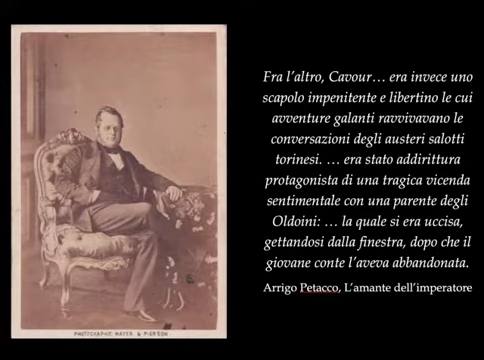 Fra l'altro, Cavour… era invece uno
scapolo impenitente e libertino le cui
avventure galanti ravvivavano le
conversazioni degli austeri salotti
torinesi. … era stato addirittura
protagonista di una tragica vicenda
sentimentale con una parente degli
Oldoini: … la quale si era uccisa,
gettandosi dalla finestra, dopo che il
giovane conte l'aveva abbandonata.
Arrigo Petacco, L'amante dell'imperatore
PHOTOGRAPHIE MAYER & PIERSON